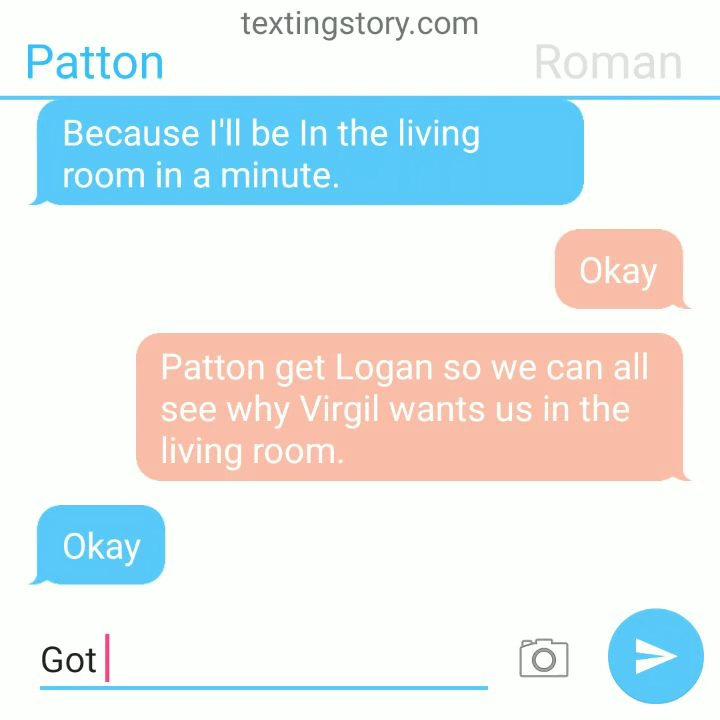 textingstory.com
Patton
Roman
Because I'll be In the living
room in a minute.
Okay
Patton get Logan so we can all
see why Virgil wants us in the
living room.
Okay
Got